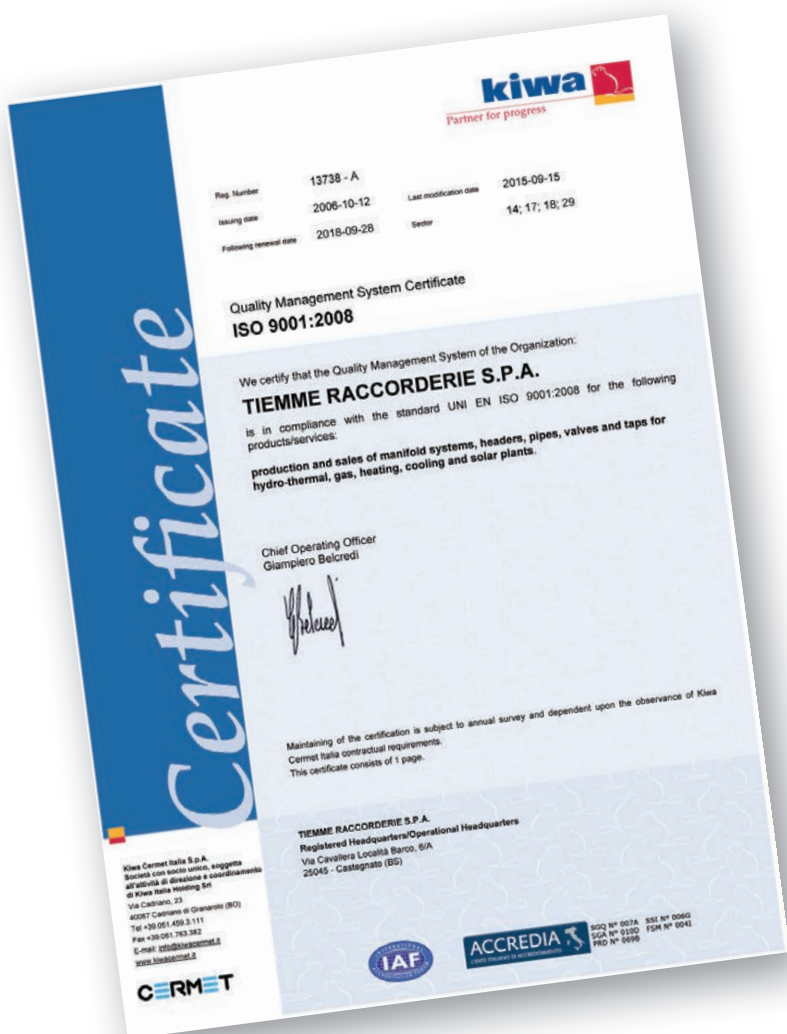 kiwa
Partner for progress
Reg. Number 13738 - A
Issuing date 2006-10-12 Last modification date 2015-09-15
Following renewal date 2018-09-28 Sector 14; 17; 18; 29
Quality Management System Certificate
ISO 9001:2008
Certificate
We certify that the Quality Management System of the Organization:
TIEMME RACCORDERIE S.P.A.
is in compliance with the standard UNI EN ISO 9001:2008 for the following
products/services:
production and sales of manifold systems, headers, pipes, valves and taps for
hydro-thermal, gas, heating, cooling and solar plants.
Chief Operating Officer
Giampiero Belcredi
Maintaining of the certification is subject to annual survey and dependent upon the observance of Kiwa
Cermet Italia contractual requirements.
This certificate consists of 1 page.
TIEMME RACCORDERIE S.P.A.
Registered Headquarters/Operational Headquarters
Via Cavallera Località Barco, 6/A
25045 - Castegnato (BS)
Kiwa Cermet Italia S.p.A.
Società con socio unico, soggetta
all'attività di direzione e coordinamento
di Kiwa Italia Holding Srl
Via Cadriano, 23
40057 Cadriano di Granarolo (BO)
Tel +39.051.459.3.111
Fax +39.051.763.382
E-mail: info@kiwacermet.it
www.kiwacermet.it
CERMET
IAF
ACCREDIA
L'ENTE ITALIANO DI ACCREDITAMENTO
SGQ N° 007A SSI N° 006G
SGA N° 010D FSM N° 004I
PRD N° 069B